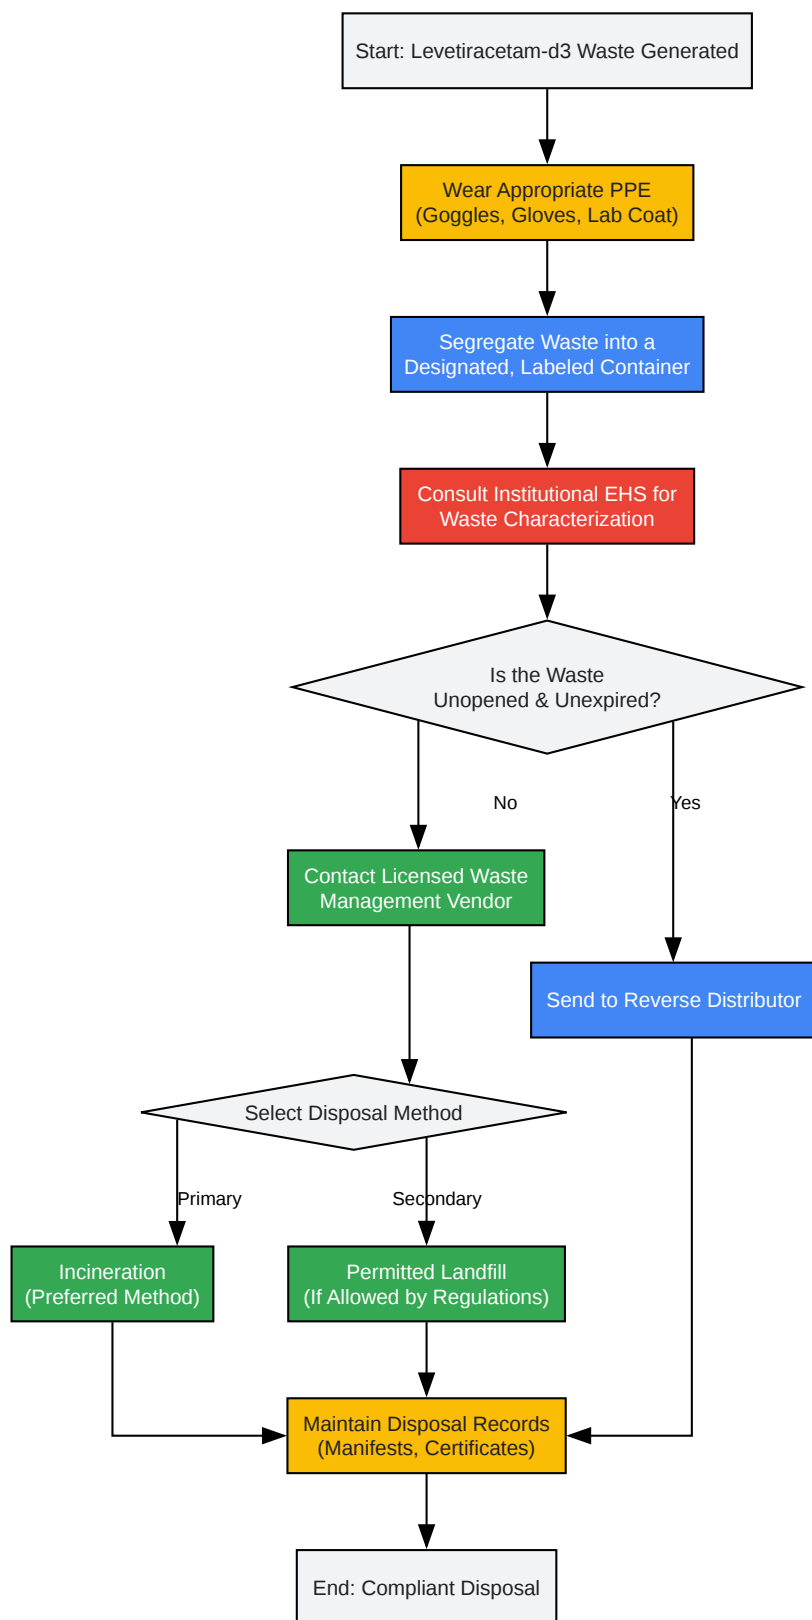 Start: Levetiracetam-d3 Waste Generated
Wear Appropriate PPE
(Goggles, Gloves, Lab Coat)
Segregate Waste into a
Designated, Labeled Container
Consult Institutional EHS for
Waste Characterization
Is the Waste
Unopened & Unexpired?
No
Yes
Contact Licensed Waste
Management Vendor
Send to Reverse Distributor
Select Disposal Method
Primary
Secondary
Incineration
(Preferred Method)
Permitted Landfill
(If Allowed by Regulations)
Maintain Disposal Records
(Manifests, Certificates)
End: Compliant Disposal